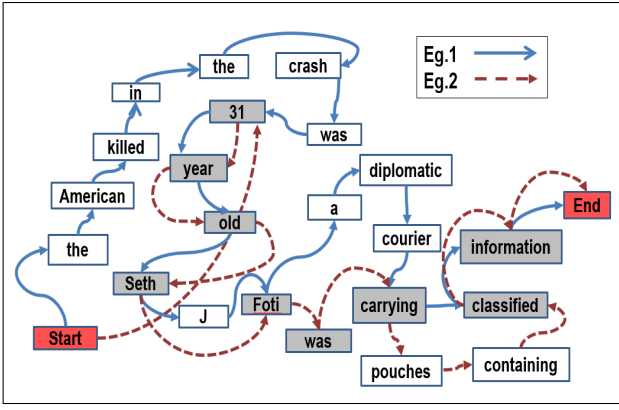 the
crash
Eg.1
Eg.2
in
31
was
killed
year
diplomatic
American
a
End
old
the
courier
information
Seth
J
Foti
carrying
classified
Start
was
pouches
containing